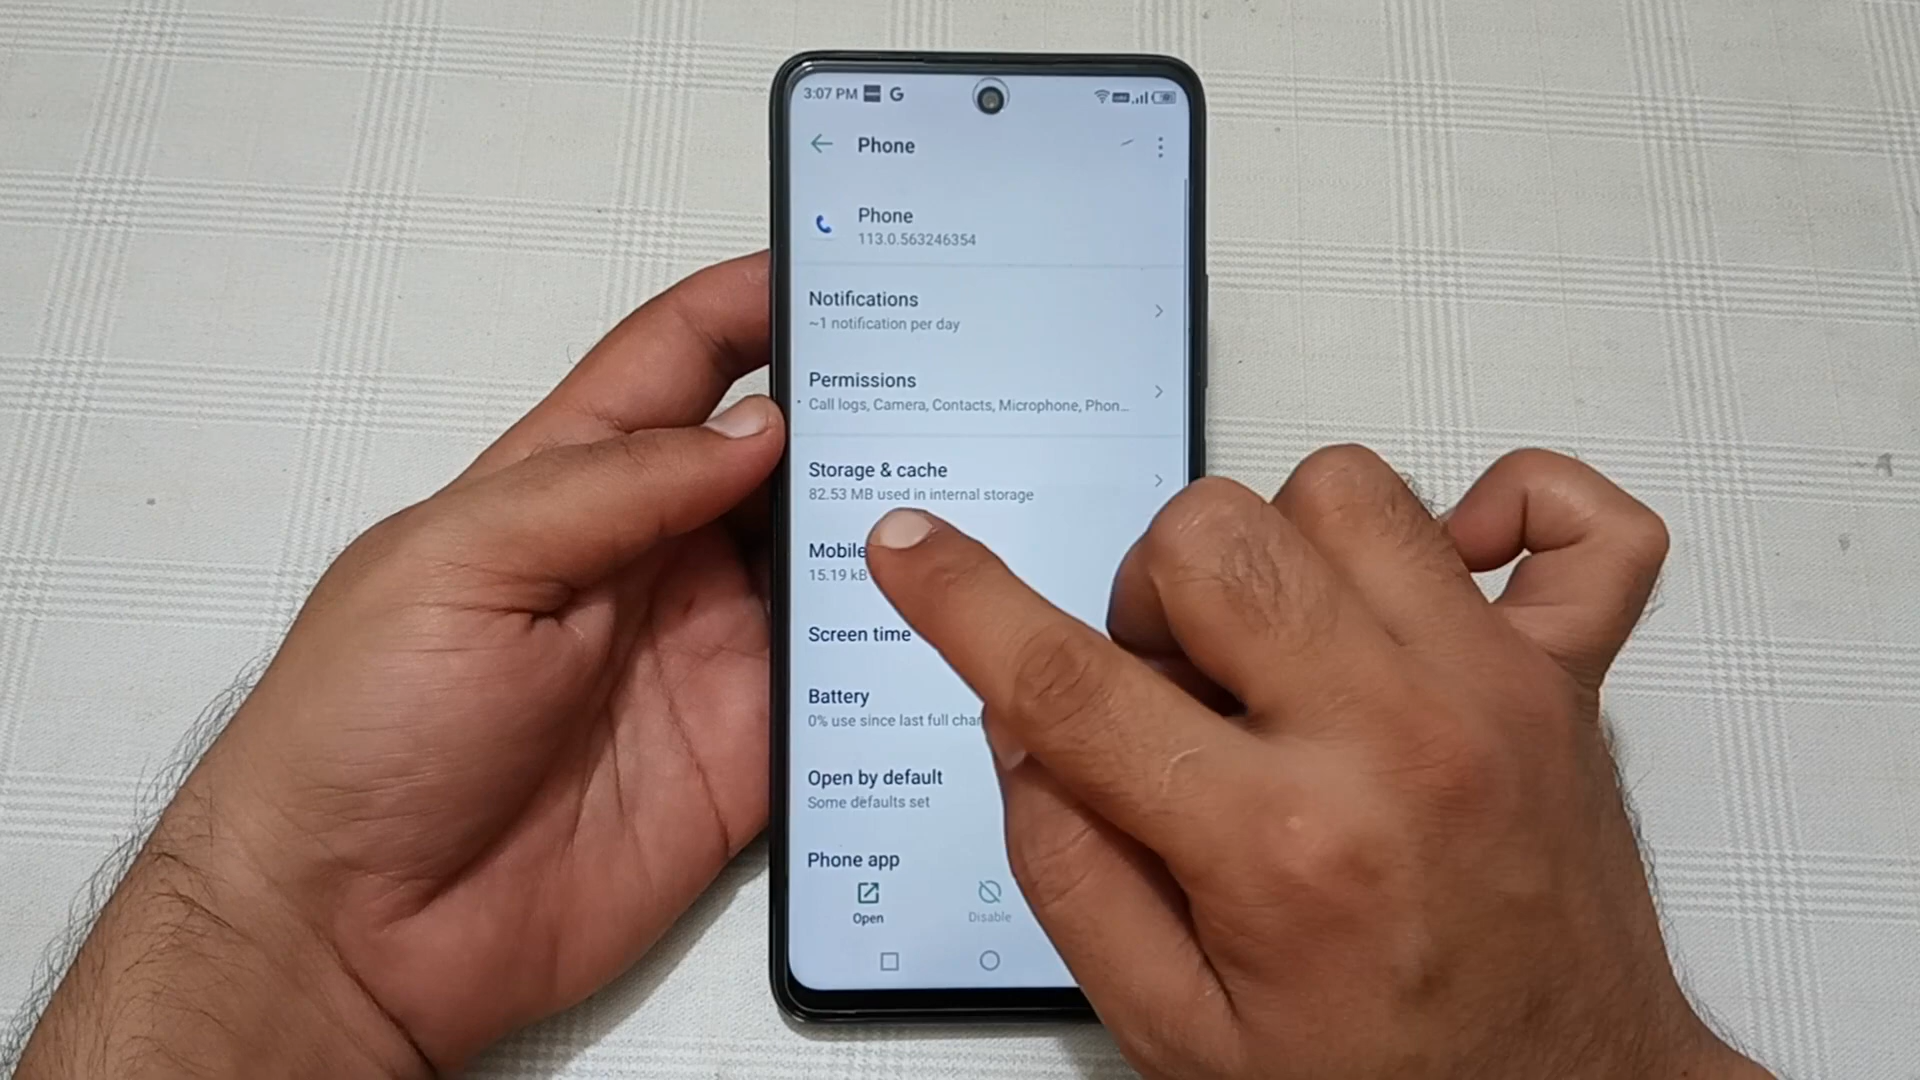 3:07 PM G
Phone
Phone
113.0.563246354
Notifications
~1 notification per day
Permissions
Call logs, Camera, Contacts, Microphone, Phon...
Storage & cache
82.53 MB used in internal storage
Mobile
15.19 kB
Screen time
Battery
0% use since last full char
Open by default
Some defaults set
Phone app
Open
Disable